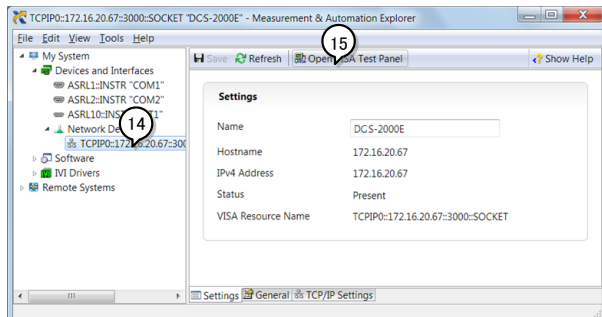 TCPIP0::172.16.20.67::3000::SOCKET "DCS-2000E" - Measurement & Automation Explorer
File Edit View Tools Help
15
My System
Devices and Interfaces
ASRL1::INSTR "COM1"
ASRL2::INSTR "COM2"
ASRL10::INST 1"
14
Network De
TCPIP0::172 6.20.67::300
Software
IVI Drivers
Remote Systems
Save Refresh Open ISA Test Panel Show Help
Settings
Name DCS-2000E
Hostname 172.16.20.67
IPv4 Address 172.16.20.67
Status Present
VISA Resource Name TCPIP0::172.16.20.67::3000::SOCKET
Settings General TCP/IP Settings